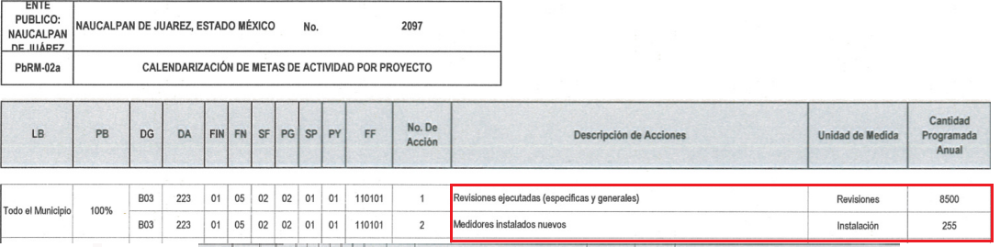 ENTE
PUBLICO:
NAUCALPAN
DE JUÁREZ
NAUCALPAN DE JUAREZ, ESTADO MÉXICO No. 2097
PbRM-02a CALENDARIZACIÓN DE METAS DE ACTIVIDAD POR PROYECTO
LB PB DG DA FIN FN SF PG SP PY FF No. De Acción Descripción de Acciones Unidad de Medida Cantidad Programada Anual
Todo el Municipio 100%
B03 223 01 05 02 02 01 01 110101 1 Revisiones ejecutadas (especificas y generales) Revisiones 8500
B03 223 01 05 02 02 01 01 110101 2 Medidores instalados nuevos Instalación 255